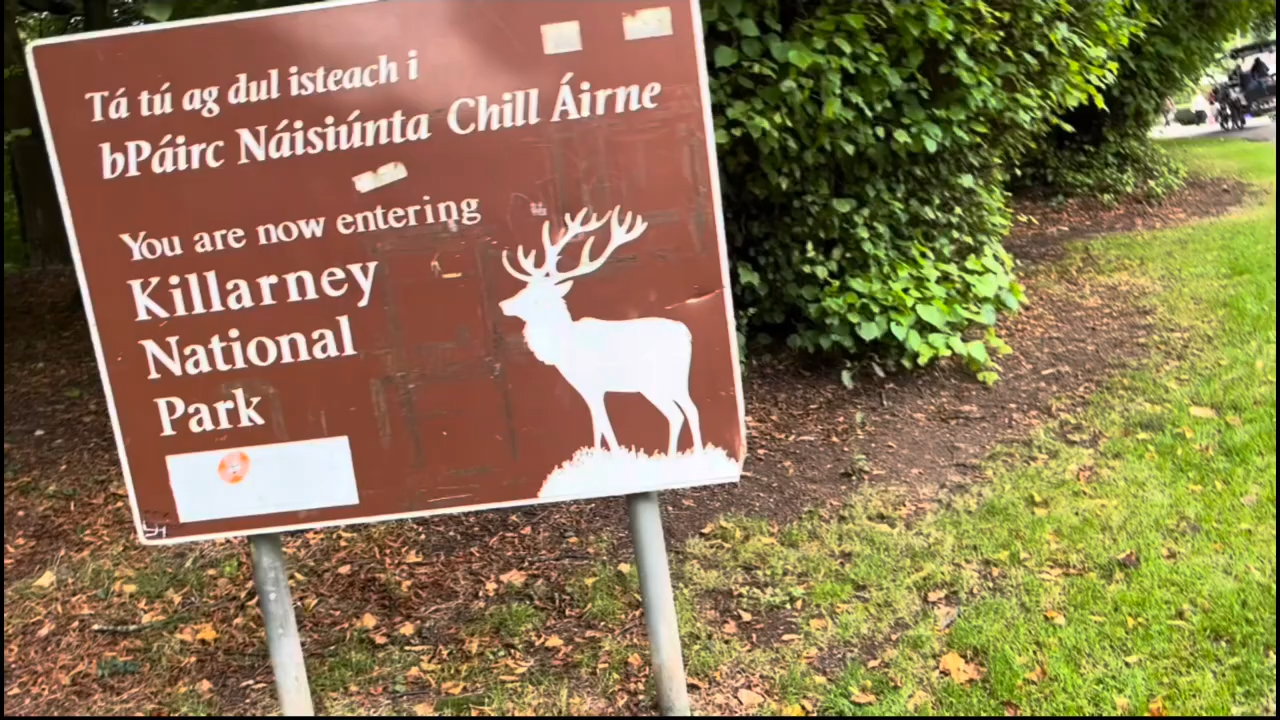 Tá tú ag dul isteach i
bPáirc Náisiúnta Chill Áirne
You are now entering
Killarney
National
Park